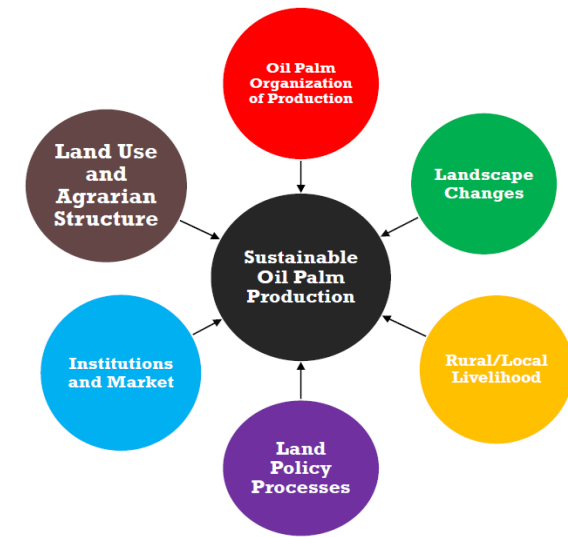 Oil Palm
Organization
of Production
Land Use
and
Agrarian
Structure
Landscape
Changes
Sustainable
Oil Palm
Production
Institutions
and Market
Rural/Local
Livelihood
Land
Policy
Processes